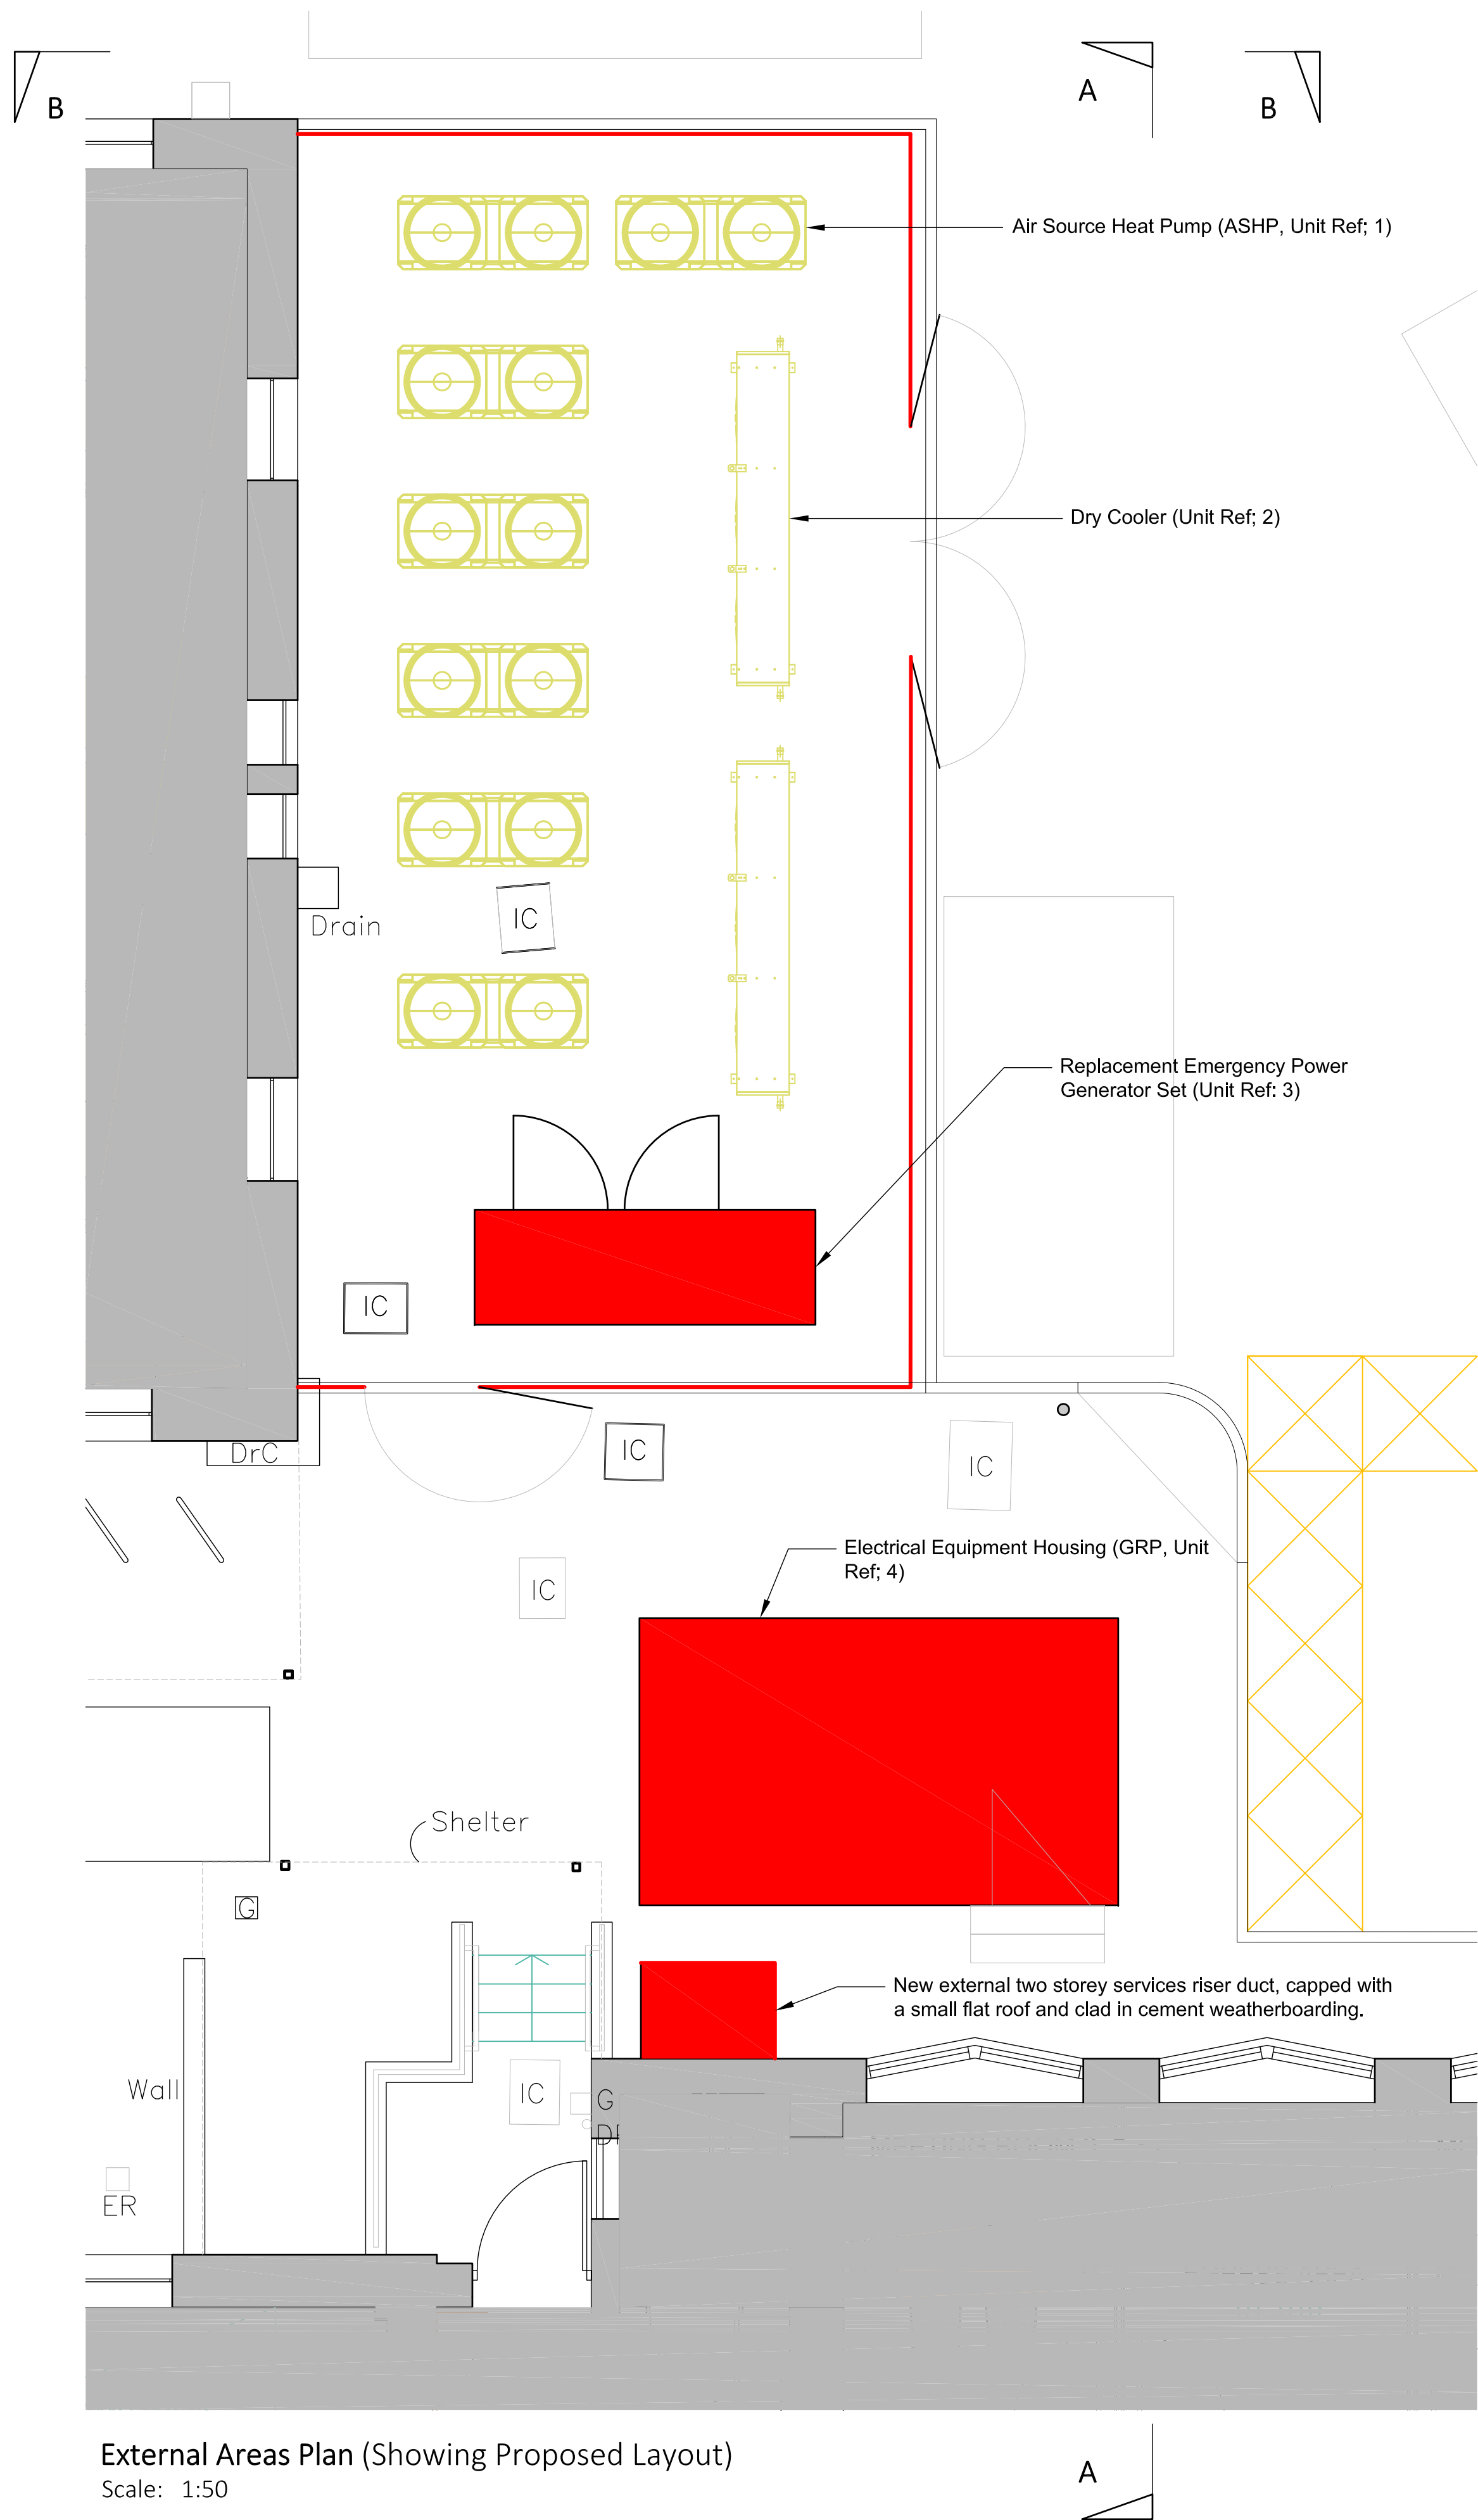 B
A
B
Air Source Heat Pump (ASHP, Unit Ref; 1)
Dry Cooler (Unit Ref; 2)
Drain
IC
Replacement Emergency Power
Generator Set (Unit Ref: 3)
IC
DrC
IC
IC
Electrical Equipment Housing (GRP, Unit
Ref; 4)
IC
Shelter
G
New external two storey services riser duct, capped with
a small flat roof and clad in cement weatherboarding.
Wall
IC
G
ER
External Areas Plan (Showing Proposed Layout)
Scale: 1:50
A